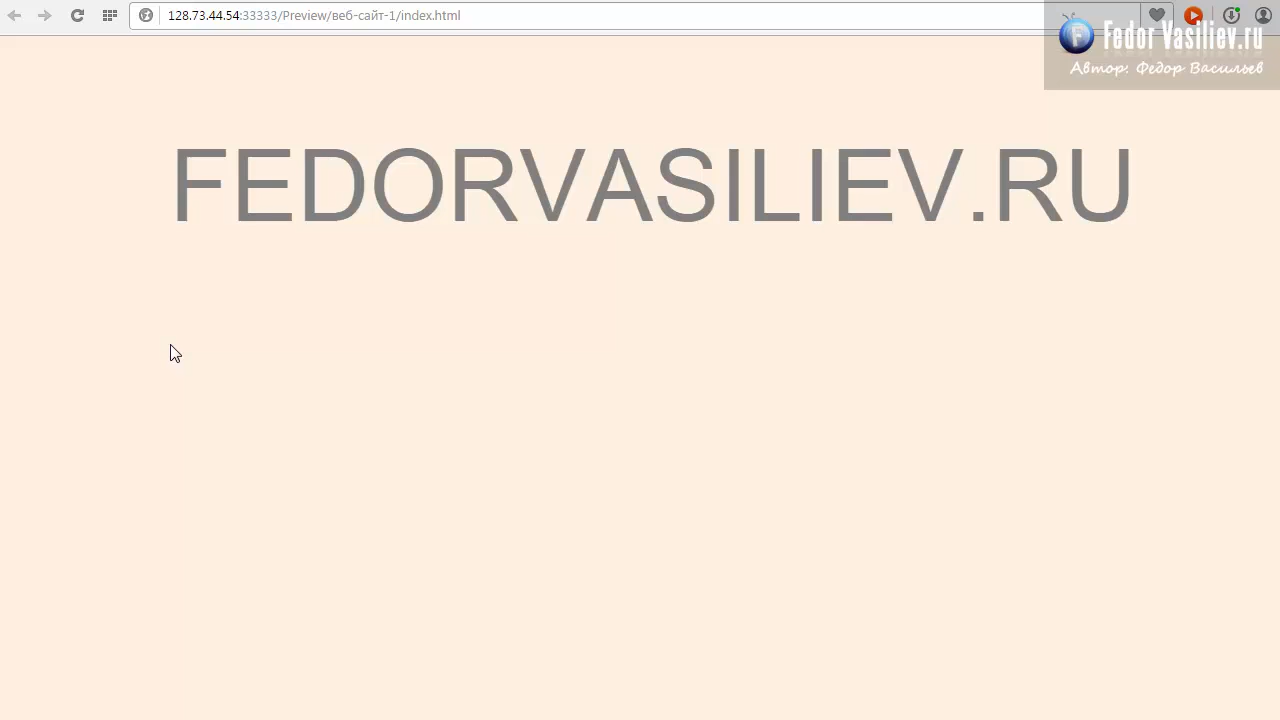 128.73.44.54:33333/Preview/веб-сайт-1/index.html
F Fedor Vasiliev.ru
Автор: Федор Васильев
FEDORVASILIEV.RU